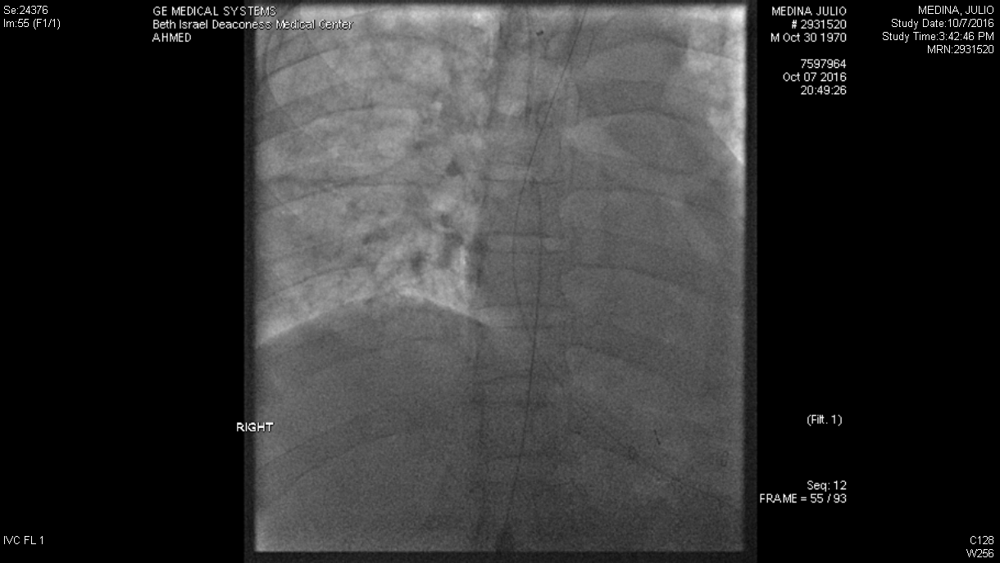 Se:24376
Im:55 (F1/1)
GE MEDICAL SYSTEMS
Beth Israel Deaconess Medical Center
AHMED
MEDINA JULIO
# 2931520
M Oct 30 1970
7597964
Oct 07 2016
20:49:26
MEDINA, JULIO
Study Date:10/7/2016
Study Time:3:42:46 PM
MRN:2931520
RIGHT
(Filt. 1)
Seq: 12
FRAME = 55 / 93
IVC FL 1
C128
W256